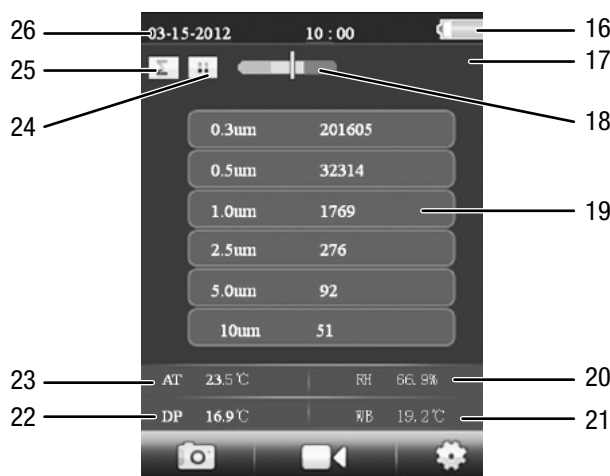 26 03-15-2012 10:00 16
25 Σ 17
24 18
0.3um 201605
0.5um 32314
1.0um 1769 19
2.5um 276
5.0um 92
10um 51
23 AT 23.5℃ RH 66.9% 20
22 DP 16.9℃ WB 19.2℃ 21